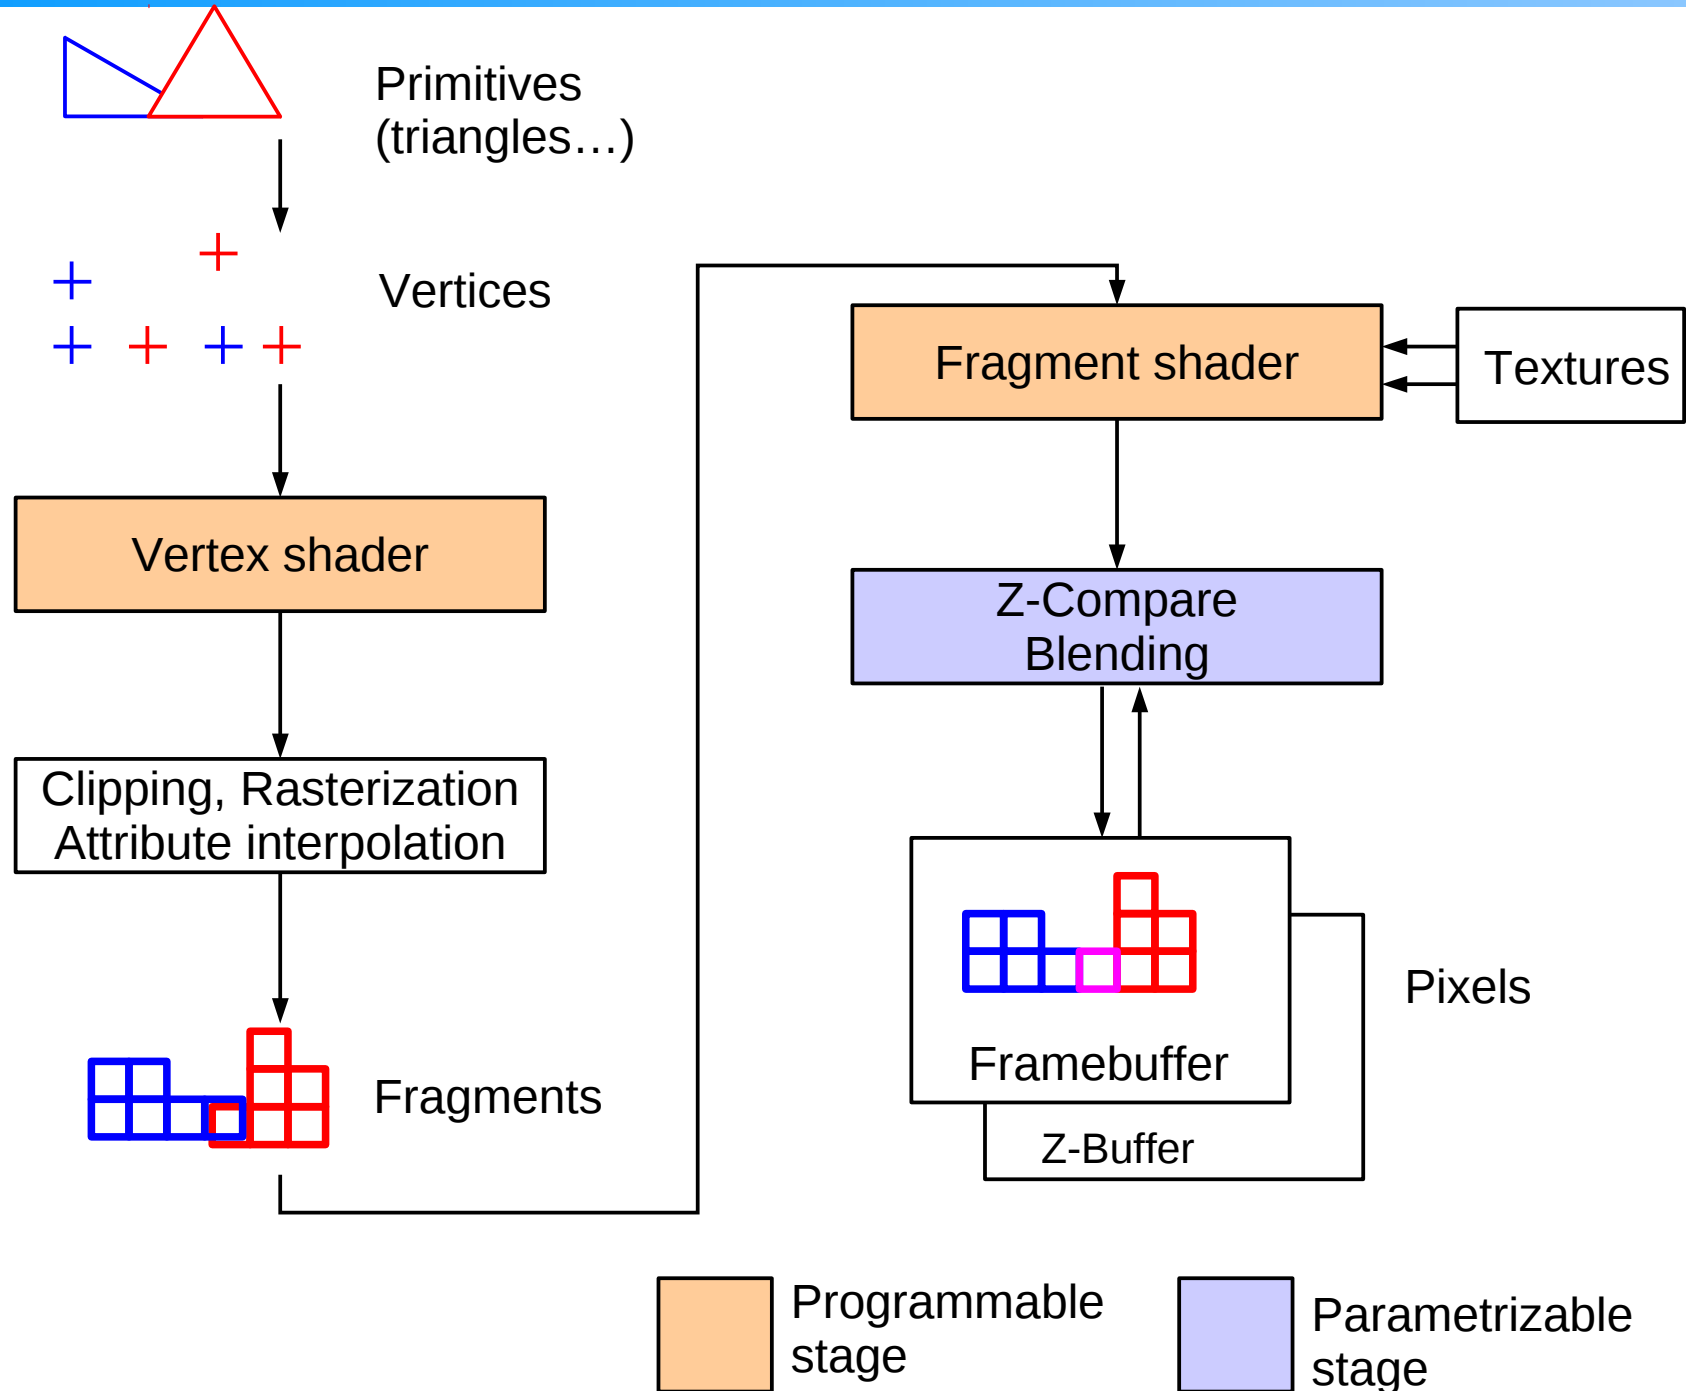 Primitives
(triangles…)
Vertices
Vertex shader
Clipping, Rasterization
Attribute interpolation
Fragments
Fragment shader
Textures
Z-Compare
Blending
Framebuffer
Z-Buffer
Pixels
Programmable
stage
Parametrizable
stage